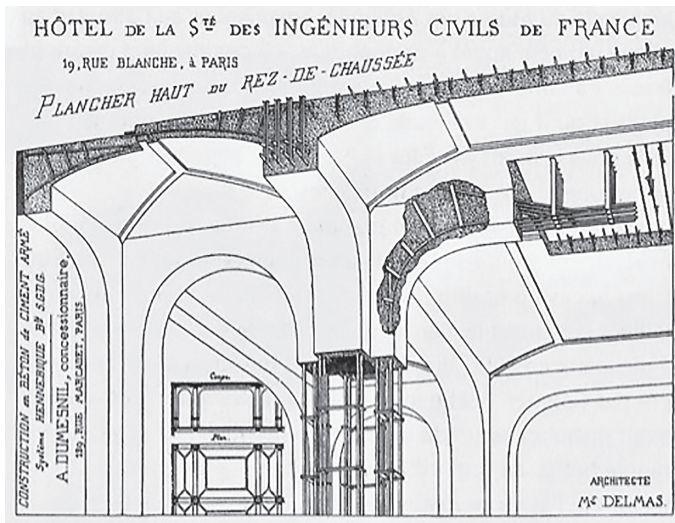 HÔTEL DE LA Sté DES INGÉNIEURS CIVILS DE FRANCE
19, RUE BLANCHE, à PARIS
PLANCHER HAUT DU REZ-DE-CHAUSSÉE
CONSTRUCTION en BÉTON de CIMENT ARMÉ
Système HENNEBIQUE Bté S.G.D.G.
A. DUMESNIL, concessionnaire,
129, RUE MARCADET, PARIS
Coupe.
Plan.
ARCHITECTE
Mr DELMAS.